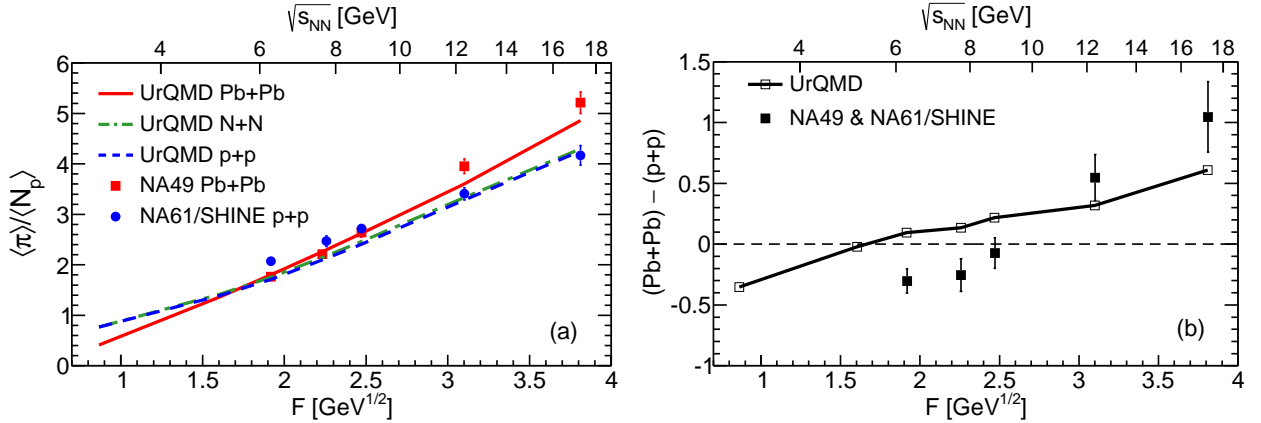 √s_NN [GeV]
4 6 8 10 12 14 16 18
⟨π⟩/⟨N_p⟩
6
5
4
3
2
1
0
UrQMD Pb+Pb
UrQMD N+N
UrQMD p+p
NA49 Pb+Pb
NA61/SHINE p+p
(a)
1 1.5 2 2.5 3 3.5 4
F [GeV^1/2]
√s_NN [GeV]
4 6 8 10 12 14 16 18
(Pb+Pb) − (p+p)
1.5
1
0.5
0
-0.5
-1
UrQMD
NA49 & NA61/SHINE
(b)
1 1.5 2 2.5 3 3.5 4
F [GeV^1/2]